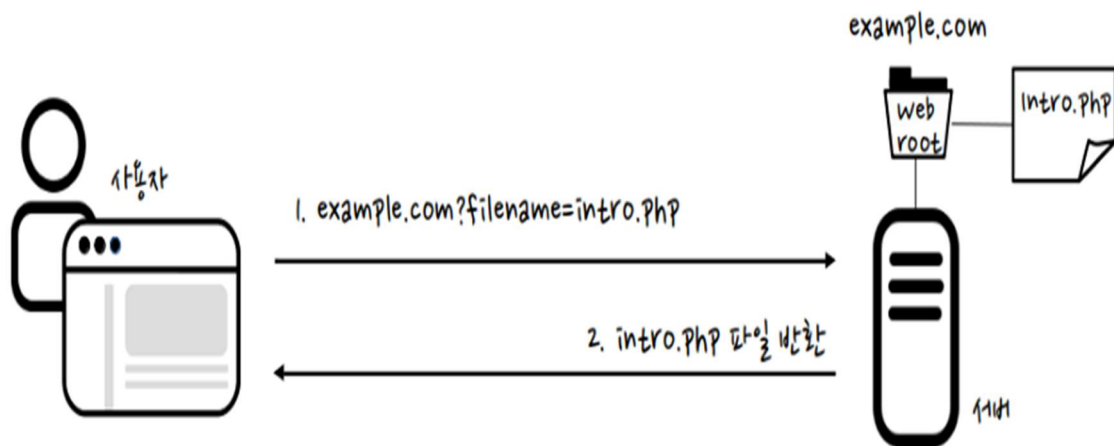 example.com
web
root
Intro.php
사용자
1. example.com?filename=intro.php
2. intro.php 파일 반환
서버